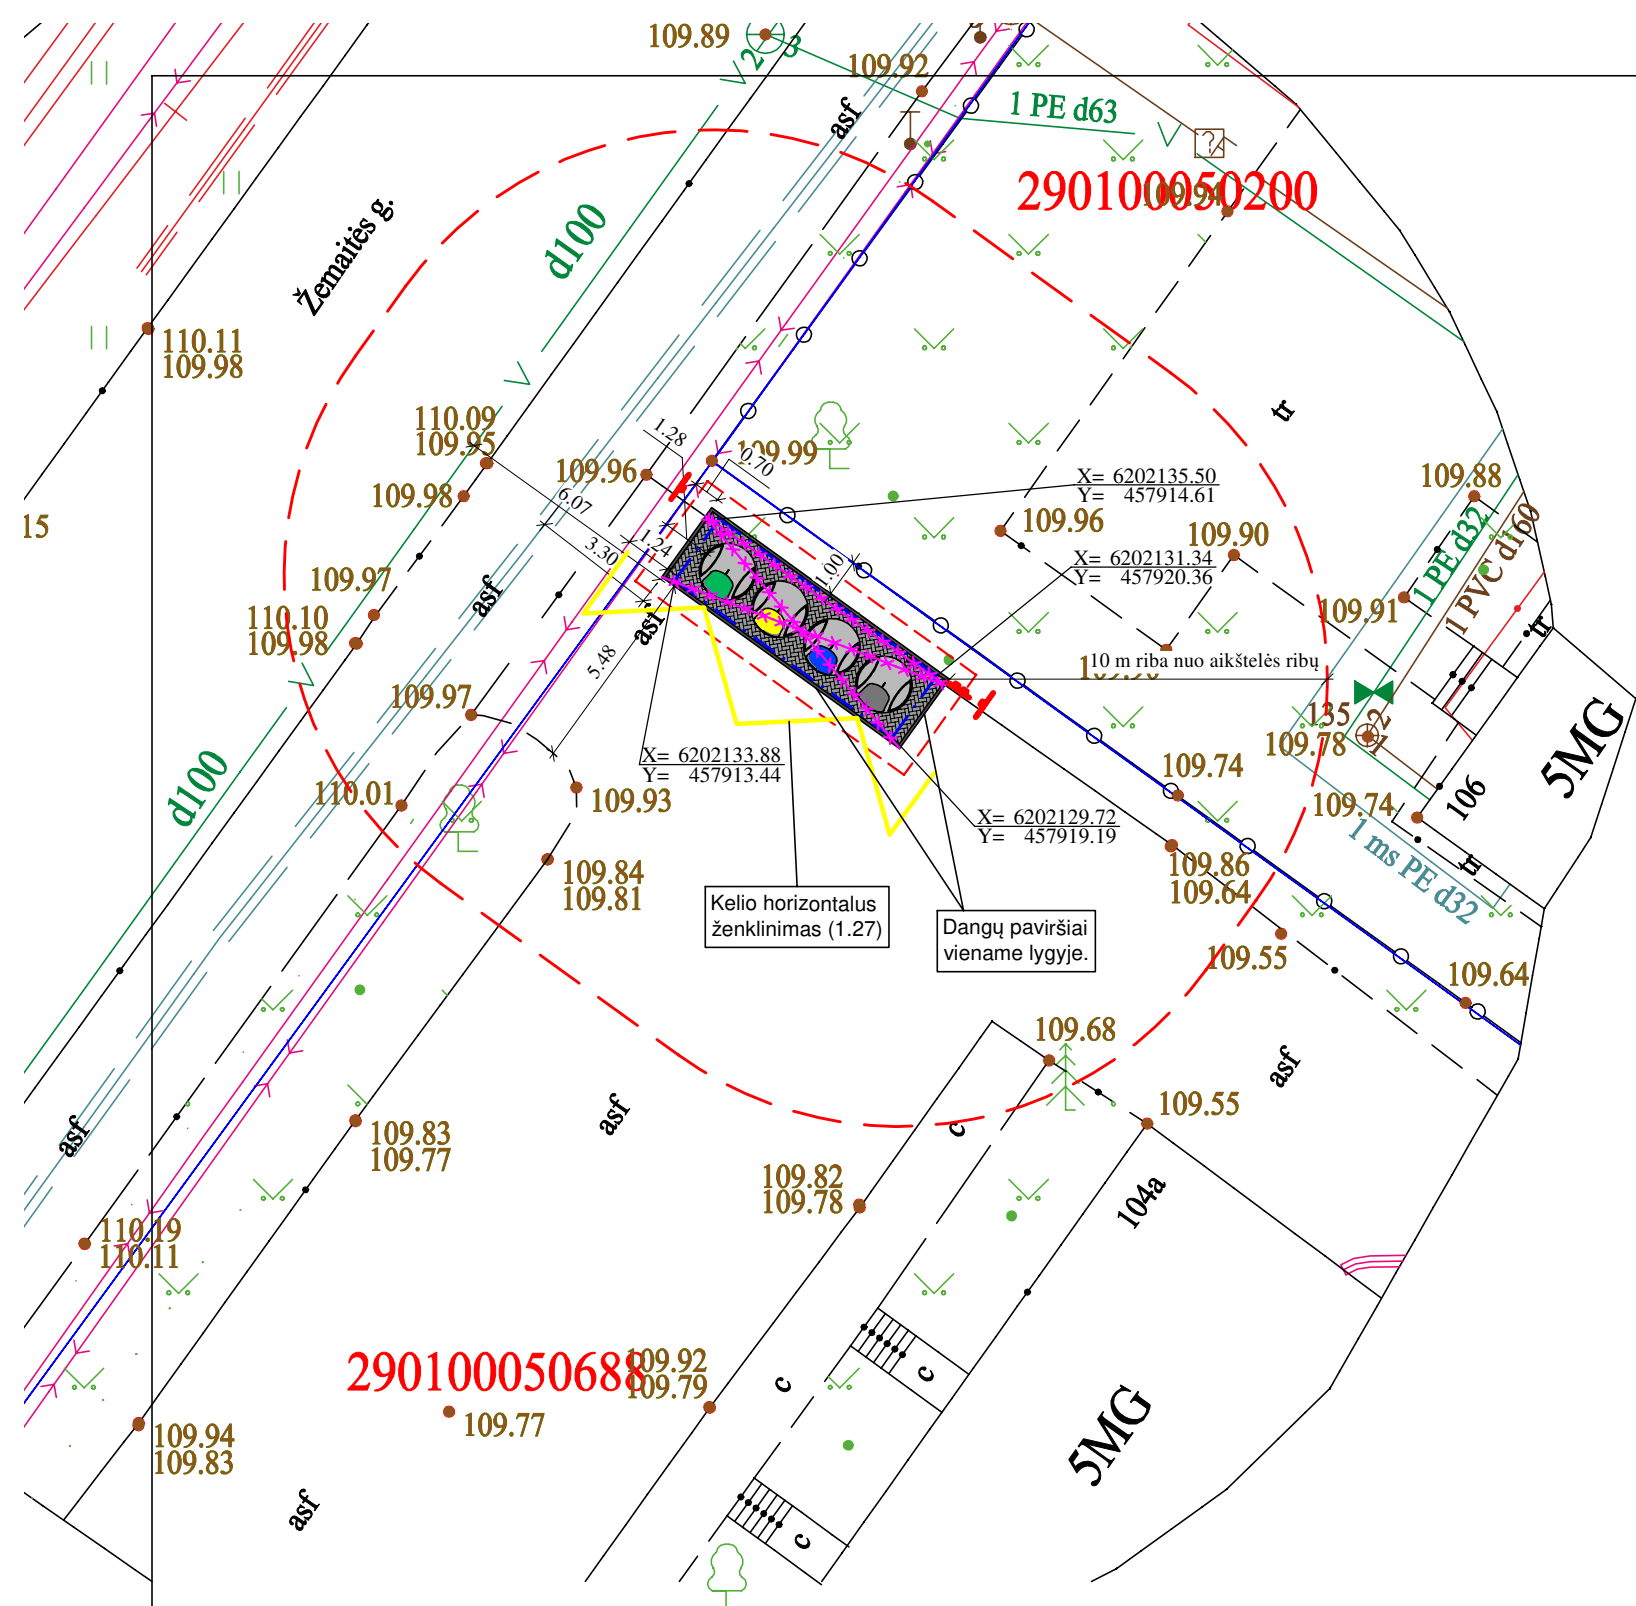 109.89
2
3
109.92
asf
1 PE d63
?
290100050200
109.94
Žemaitės g.
d100
110.11
109.98
110.09
109.95
109.98
1.28
109.96
109.99
0.70
tr
X= 6202135.50
Y= 457914.61
109.88
6.07
15
109.96
109.90
1 PE d32
1 PVC d160
3.30
1.24
1.00
X= 6202131.34
Y= 457920.36
109.97
asf
109.91
tr
110.10
109.98
10 m riba nuo aikštelės ribų
5.48
109.97
135
109.78
5MG
X= 6202133.88
Y= 457913.44
109.74
d100
110.01
109.93
106
109.74
X= 6202129.72
Y= 457919.19
1 ms PE d32
tr
109.84
109.81
109.86
109.64
Kelio horizontalus
ženklinimas (1.27)
Dangų paviršiai
viename lygyje.
109.55
109.64
109.68
asf
109.55
asf
asf
109.83
109.77
c
109.82
109.78
104a
110.19
110.11
290100050688
109.92
109.79
c
c
109.77
5MG
109.94
109.83
asf
c